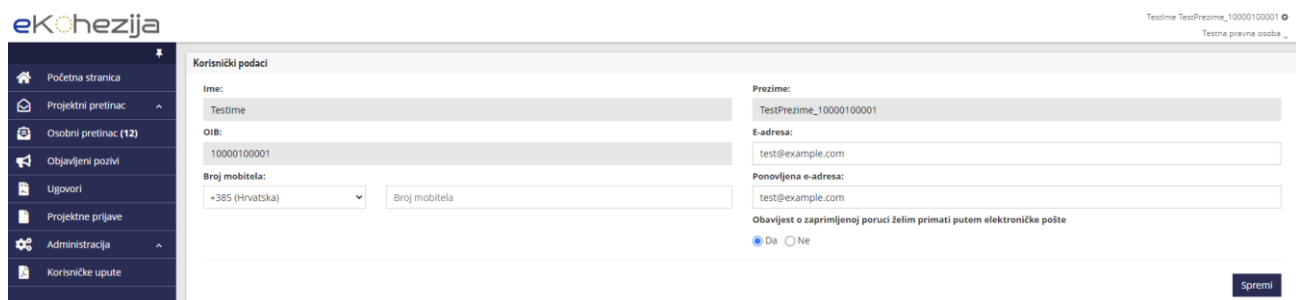 eKohezija
TestIme TestPrezime_10000100001
Testna pravna osoba
Početna stranica
Projektni pretinac
Osobni pretinac (12)
Objavljeni pozivi
Ugovori
Projektne prijave
Administracija
Korisničke upute
Korisnički podaci
Ime:
Testime
Prezime:
TestPrezime_10000100001
OIB:
10000100001
E-adresa:
test@example.com
Broj mobitela:
+385 (Hrvatska)
Broj mobitela
Ponovljena e-adresa:
test@example.com
Obavijest o zaprimljenoj poruci želim primati putem elektroničke pošte
Da Ne
Spremi